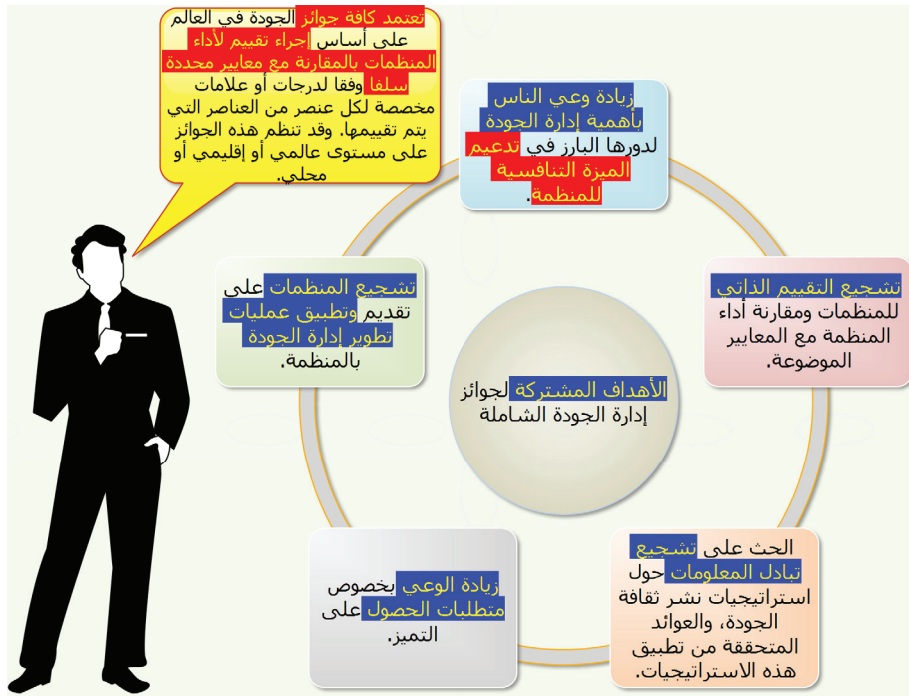 تعتمد كافة جوائز الجودة في العالم
على أساس إجراء تقييم لأداء
المنظمات بالمقارنة مع معايير محددة
سلفا وفقا لدرجات أو علامات
مخصصة لكل عنصر من العناصر التي
يتم تقييمها. وقد تنظم هذه الجوائز
على مستوى عالمي أو إقليمي أو
محلي.
زيادة وعي الناس
بأهمية إدارة الجودة
لدورها البارز في تدعيم
الميزة التنافسية
للمنظمة.
تشجيع التقييم الذاتي
للمنظمات ومقارنة أداء
المنظمة مع المعايير
الموضوعة.
الحث على تشجيع
تبادل المعلومات حول
استراتيجيات نشر ثقافة
الجودة، والعوائد
المتحققة من تطبيق
هذه الاستراتيجيات.
زيادة الوعي بخصوص
متطلبات الحصول على
التميز.
تشجيع المنظمات على
تقديم وتطبيق عمليات
تطوير إدارة الجودة
بالمنظمة.
الأهداف المشتركة لجوائز
إدارة الجودة الشاملة